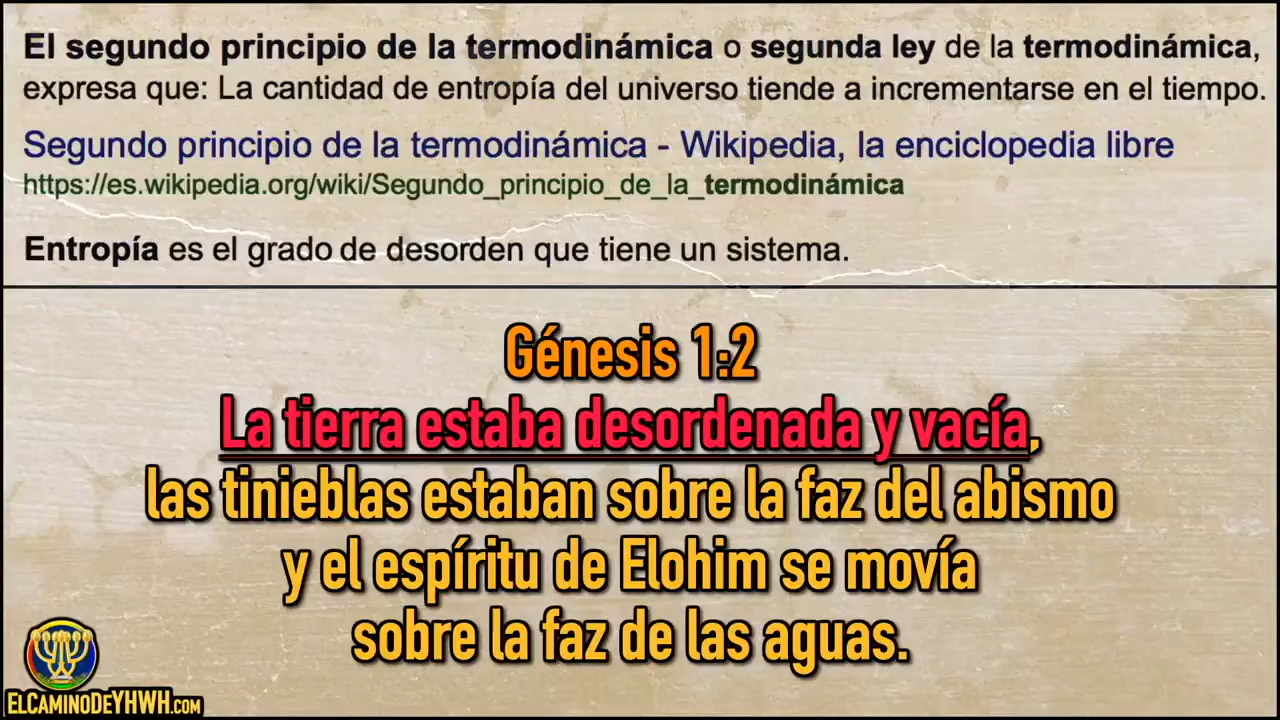 El segundo principio de la termodinámica o segunda ley de la termodinámica,
expresa que: La cantidad de entropía del universo tiende a incrementarse en el tiempo.
Segundo principio de la termodinámica - Wikipedia, la enciclopedia libre
https://es.wikipedia.org/wiki/Segundo_principio_de_la_termodinámica
Entropía es el grado de desorden que tiene un sistema.
Génesis 1:2
La tierra estaba desordenada y vacía,
las tinieblas estaban sobre la faz del abismo
y el espíritu de Elohim se movía
sobre la faz de las aguas.
ELCAMINODEYHWH.com